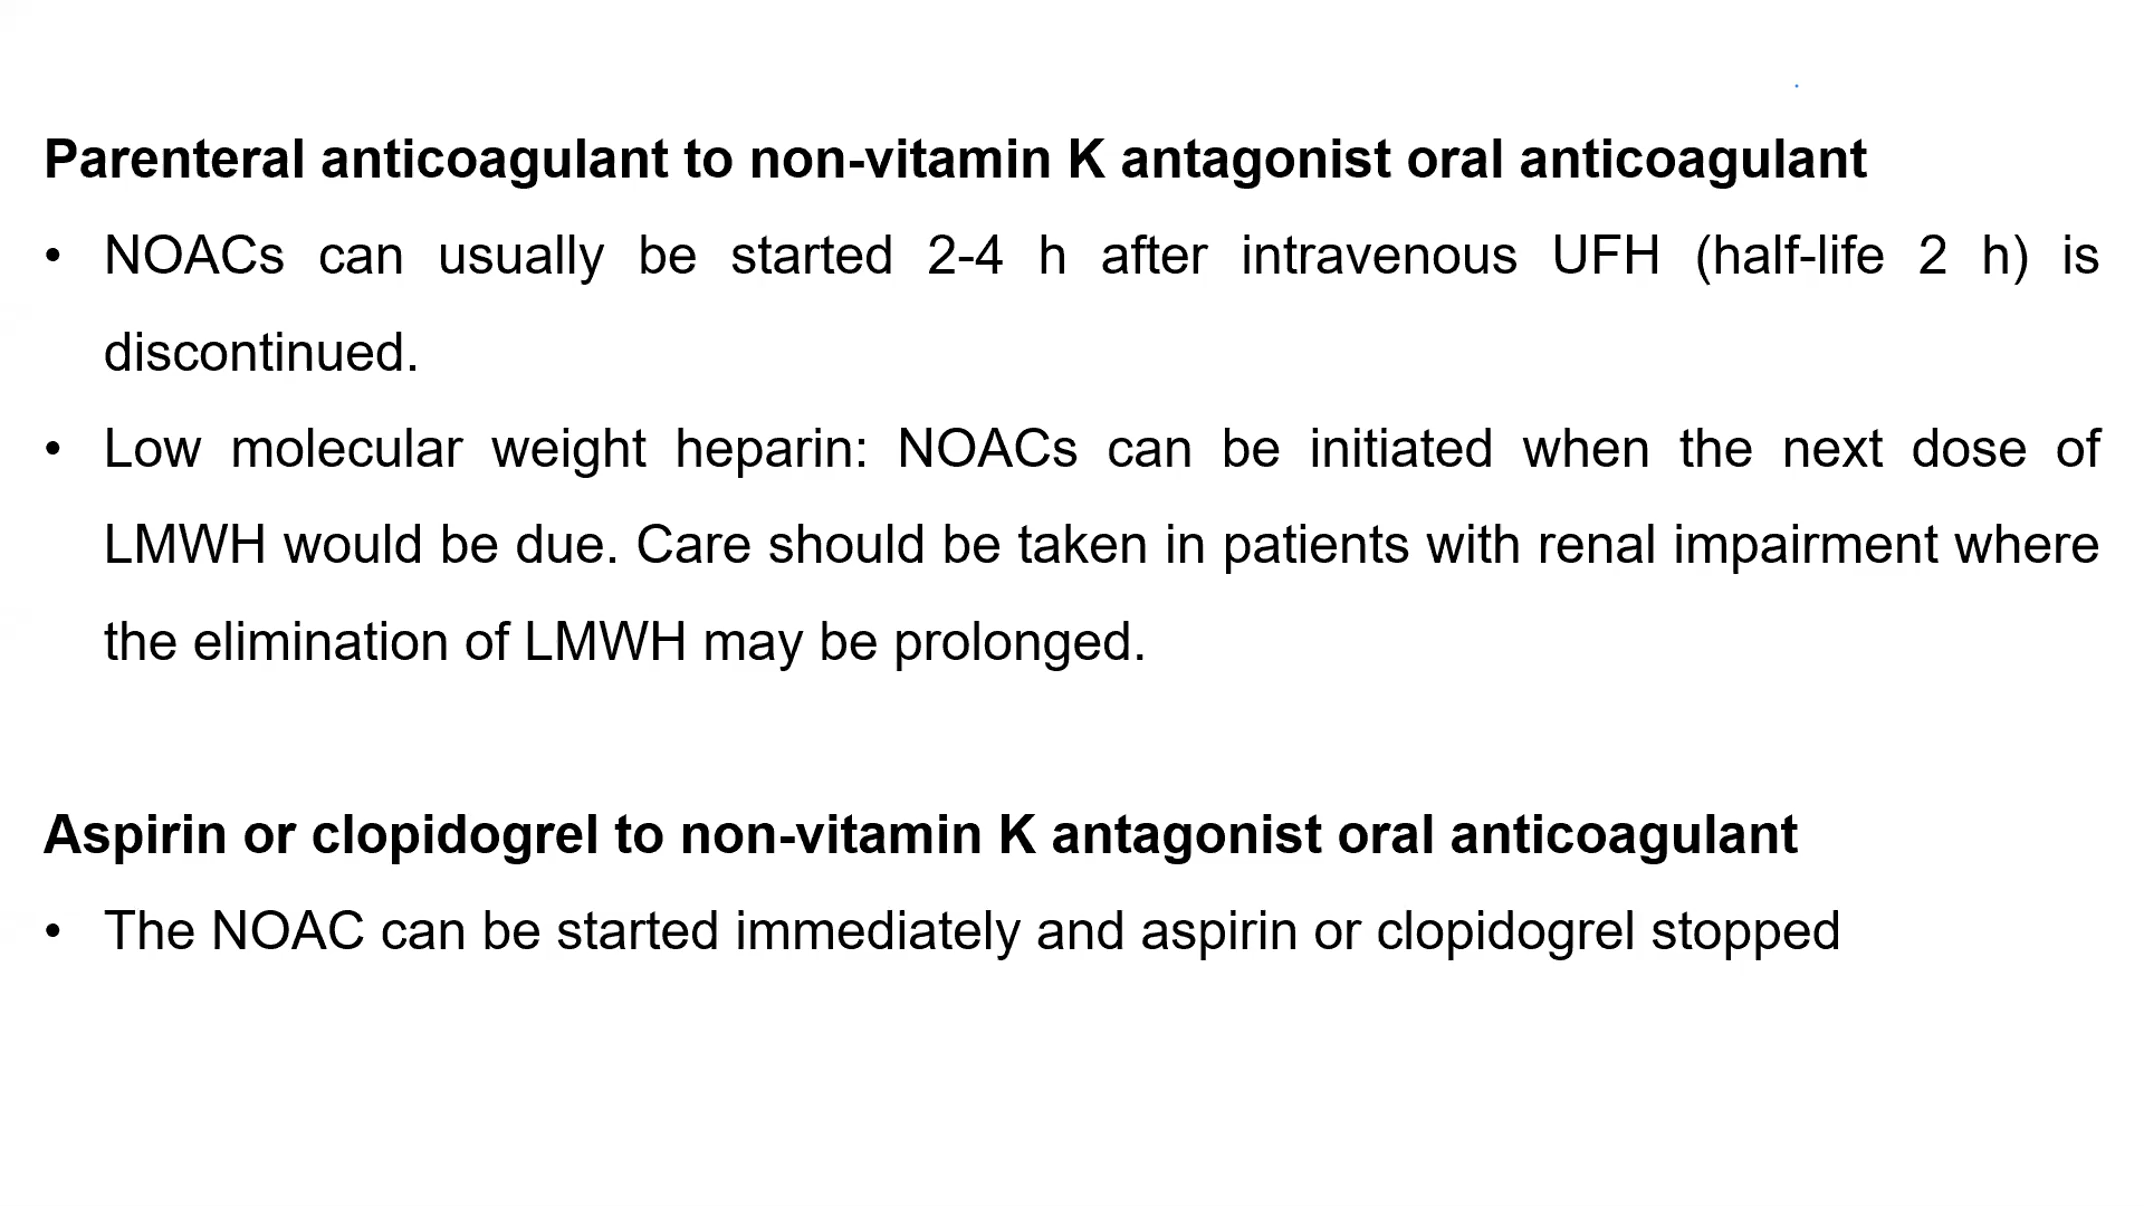 Parenteral anticoagulant to non-vitamin K antagonist oral anticoagulant
• NOACs can usually be started 2-4 h after intravenous UFH (half-life 2 h) is
discontinued.
• Low molecular weight heparin: NOACs can be initiated when the next dose of
LMWH would be due. Care should be taken in patients with renal impairment where
the elimination of LMWH may be prolonged.
Aspirin or clopidogrel to non-vitamin K antagonist oral anticoagulant
• The NOAC can be started immediately and aspirin or clopidogrel stopped